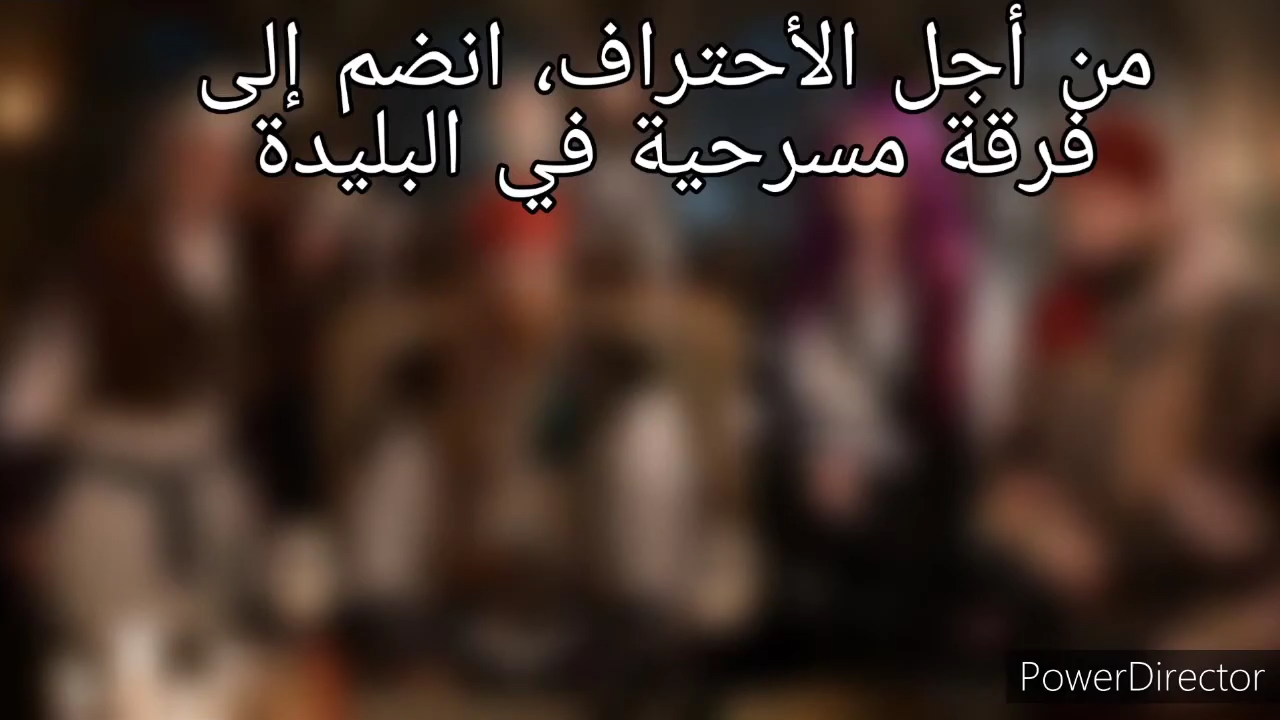 من أجل الأحتراف، انضم إلى
فرقة مسرحية في البليدة
PowerDirector